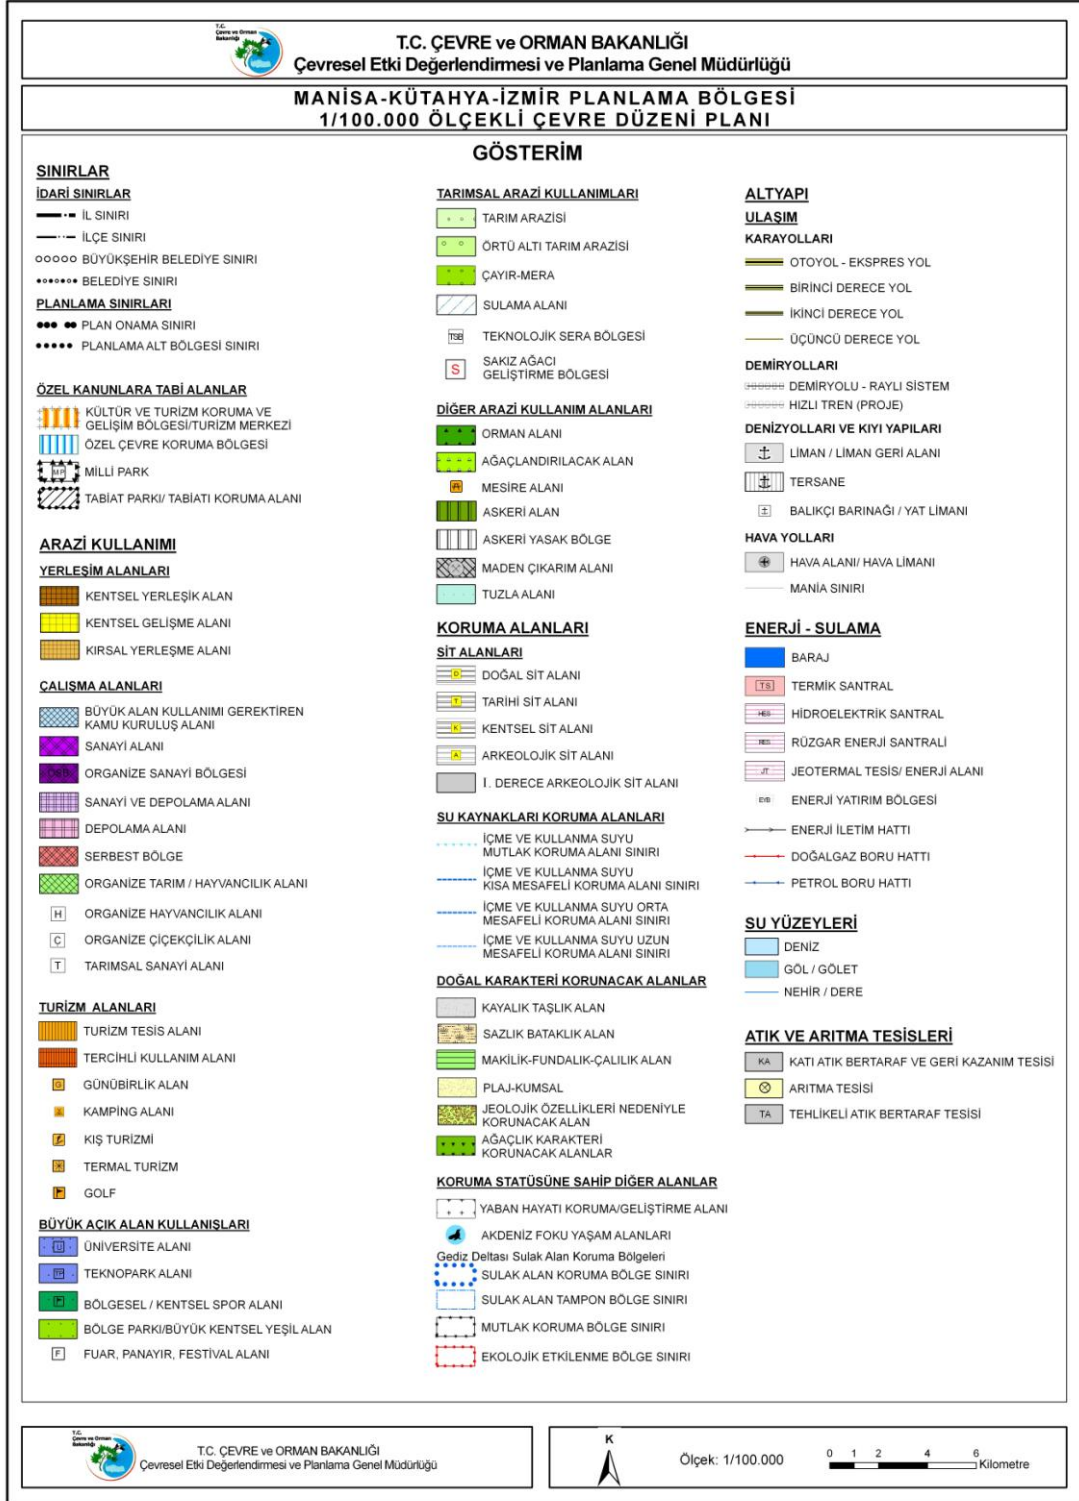 T.C.
Çevre ve Orman
Bakanlığı
T.C. ÇEVRE ve ORMAN BAKANLIĞI
Çevresel Etki Değerlendirmesi ve Planlama Genel Müdürlüğü
MANİSA-KÜTAHYA-İZMİR PLANLAMA BÖLGESİ
1/100.000 ÖLÇEKLİ ÇEVRE DÜZENİ PLANI
GÖSTERİM
SINIRLAR
İDARİ SINIRLAR
İL SINIRI
İLÇE SINIRI
BÜYÜKŞEHİR BELEDİYE SINIRI
BELEDİYE SINIRI
PLANLAMA SINIRLARI
PLAN ONAMA SINIRI
PLANLAMA ALT BÖLGESİ SINIRI
ÖZEL KANUNLARA TABİ ALANLAR
KÜLTÜR VE TURİZM KORUMA VE
GELİŞİM BÖLGESİ/TURİZM MERKEZİ
ÖZEL ÇEVRE KORUMA BÖLGESİ
MP MİLLİ PARK
TABİAT PARKI/ TABİATI KORUMA ALANI
ARAZİ KULLANIMI
YERLEŞİM ALANLARI
KENTSEL YERLEŞİK ALAN
KENTSEL GELİŞME ALANI
KIRSAL YERLEŞME ALANI
ÇALIŞMA ALANLARI
BÜYÜK ALAN KULLANIMI GEREKTİREN
KAMU KURULUŞ ALANI
SANAYİ ALANI
OSB ORGANİZE SANAYİ BÖLGESİ
SANAYİ VE DEPOLAMA ALANI
DEPOLAMA ALANI
SERBEST BÖLGE
ORGANİZE TARIM / HAYVANCILIK ALANI
H ORGANİZE HAYVANCILIK ALANI
Ç ORGANİZE ÇİÇEKÇİLİK ALANI
T TARIMSAL SANAYİ ALANI
TURİZM ALANLARI
TURİZM TESİS ALANI
TERCİHLİ KULLANIM ALANI
G GÜNÜBİRLİK ALAN
KAMPİNG ALANI
KIŞ TURİZMİ
TERMAL TURİZM
GOLF
BÜYÜK AÇIK ALAN KULLANIŞLARI
U ÜNİVERSİTE ALANI
TP TEKNOPARK ALANI
BÖLGESEL / KENTSEL SPOR ALANI
BÖLGE PARKI/BÜYÜK KENTSEL YEŞİL ALAN
F FUAR, PANAYIR, FESTİVAL ALANI
TARIMSAL ARAZİ KULLANIMLARI
TARIM ARAZİSİ
ÖRTÜ ALTI TARIM ARAZİSİ
ÇAYIR-MERA
SULAMA ALANI
TSB TEKNOLOJİK SERA BÖLGESİ
S SAKIZ AĞACI
GELİŞTİRME BÖLGESİ
DİĞER ARAZİ KULLANIM ALANLARI
ORMAN ALANI
AĞAÇLANDIRILACAK ALAN
MESİRE ALANI
ASKERİ ALAN
ASKERİ YASAK BÖLGE
MADEN ÇIKARIM ALANI
TUZLA ALANI
KORUMA ALANLARI
SİT ALANLARI
D DOĞAL SİT ALANI
T TARİHİ SİT ALANI
K KENTSEL SİT ALANI
A ARKEOLOJİK SİT ALANI
I. DERECE ARKEOLOJİK SİT ALANI
SU KAYNAKLARI KORUMA ALANLARI
İÇME VE KULLANMA SUYU
MUTLAK KORUMA ALANI SINIRI
İÇME VE KULLANMA SUYU
KISA MESAFELİ KORUMA ALANI SINIRI
İÇME VE KULLANMA SUYU ORTA
MESAFELİ KORUMA ALANI SINIRI
İÇME VE KULLANMA SUYU UZUN
MESAFELİ KORUMA ALANI SINIRI
DOĞAL KARAKTERİ KORUNACAK ALANLAR
KAYALIK TAŞLIK ALAN
SAZLIK BATAKLIK ALAN
MAKİLİK-FUNDALIK-ÇALILIK ALAN
PLAJ-KUMSAL
JEOLOJİK ÖZELLİKLERİ NEDENİYLE
KORUNACAK ALAN
AĞAÇLIK KARAKTERİ
KORUNACAK ALANLAR
KORUMA STATÜSÜNE SAHİP DİĞER ALANLAR
YABAN HAYATI KORUMA/GELİŞTİRME ALANI
AKDENİZ FOKU YAŞAM ALANLARI
Gediz Deltası Sulak Alan Koruma Bölgeleri
SULAK ALAN KORUMA BÖLGE SINIRI
SULAK ALAN TAMPON BÖLGE SINIRI
MUTLAK KORUMA BÖLGE SINIRI
EKOLOJİK ETKİLENME BÖLGE SINIRI
ALTYAPI
ULAŞIM
KARAYOLLARI
OTOYOL - EKSPRES YOL
BİRİNCİ DERECE YOL
İKİNCİ DERECE YOL
ÜÇÜNCÜ DERECE YOL
DEMİRYOLLARI
DEMİRYOLU - RAYLI SİSTEM
HIZLI TREN (PROJE)
DENİZYOLLARI VE KIYI YAPILARI
LİMAN / LİMAN GERİ ALANI
TERSANE
BALIKÇI BARINAĞI / YAT LİMANI
HAVA YOLLARI
HAVA ALANI/ HAVA LİMANI
MANİA SINIRI
ENERJİ - SULAMA
BARAJ
TS TERMİK SANTRAL
HES HİDROELEKTRİK SANTRAL
RES RÜZGAR ENERJİ SANTRALİ
JT JEOTERMAL TESİS/ ENERJİ ALANI
EYB ENERJİ YATIRIM BÖLGESİ
ENERJİ İLETİM HATTI
DOĞALGAZ BORU HATTI
PETROL BORU HATTI
SU YÜZEYLERİ
DENİZ
GÖL / GÖLET
NEHİR / DERE
ATIK VE ARITMA TESİSLERİ
KA KATI ATIK BERTARAF VE GERİ KAZANIM TESİSİ
ARITMA TESİSİ
TA TEHLİKELİ ATIK BERTARAF TESİSİ
T.C.
Çevre ve Orman
Bakanlığı
T.C. ÇEVRE ve ORMAN BAKANLIĞI
Çevresel Etki Değerlendirmesi ve Planlama Genel Müdürlüğü
K
Ölçek: 1/100.000
0 1 2 4 6
Kilometre